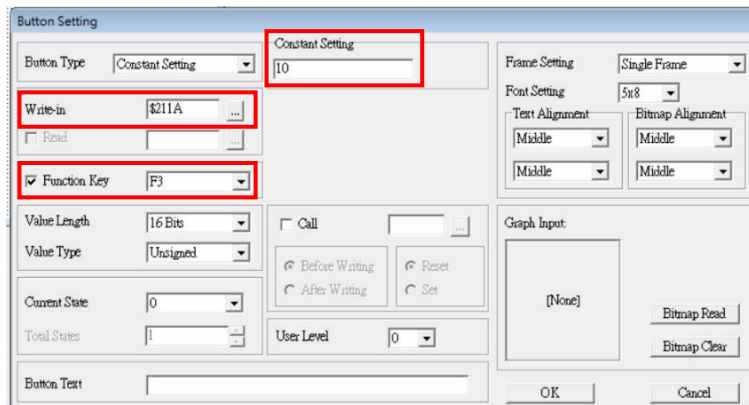 Button Setting
Button Type
Constant Setting
Constant Setting
10
Frame Setting
Single Frame
Font Setting
5x8
Write-in
$211A
...
Read
...
Text Alignment
Bitmap Alignment
Middle
Middle
Middle
Middle
Function Key
F3
Value Length
16 Bits
Value Type
Unsigned
Call
...
Before Writing
After Writing
Reset
Set
Graph Input:
[None]
Bitmap Read
Bitmap Clear
Current State
0
Total States
1
User Level
0
Button Text
OK
Cancel